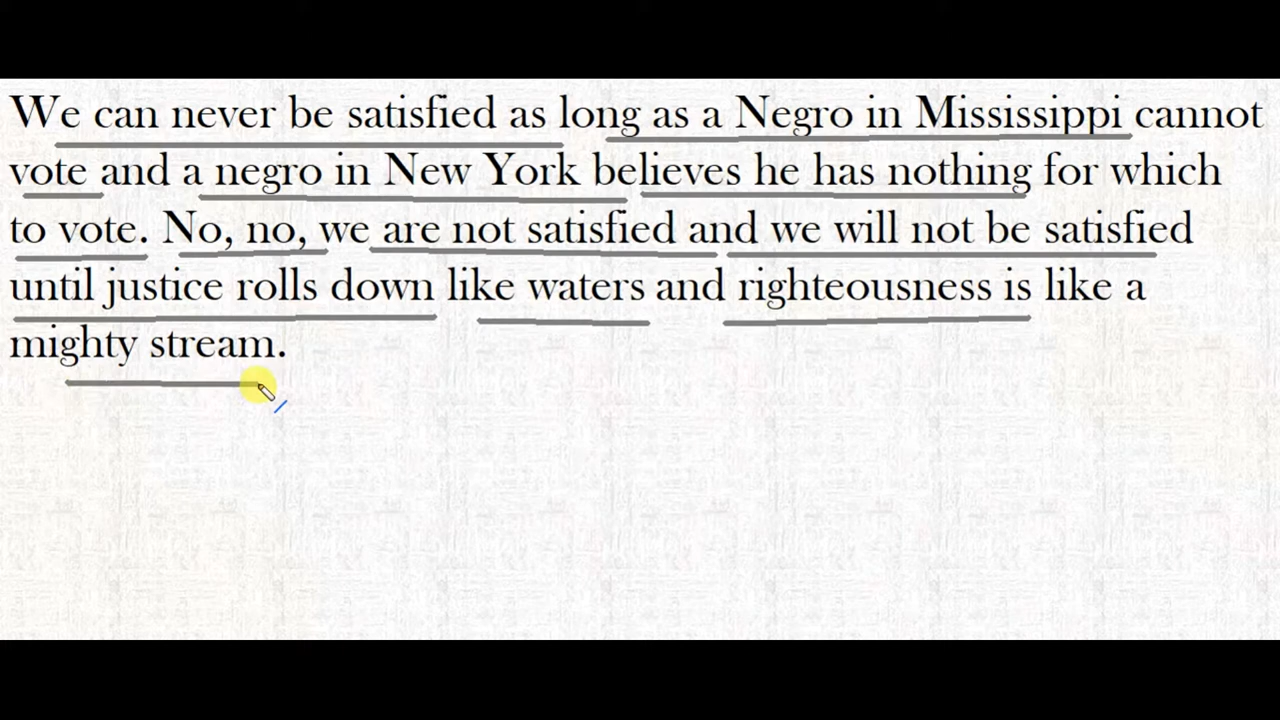 We can never be satisfied as long as a Negro in Mississippi cannot
vote and a negro in New York believes he has nothing for which
to vote. No, no, we are not satisfied and we will not be satisfied
until justice rolls down like waters and righteousness is like a
mighty stream.